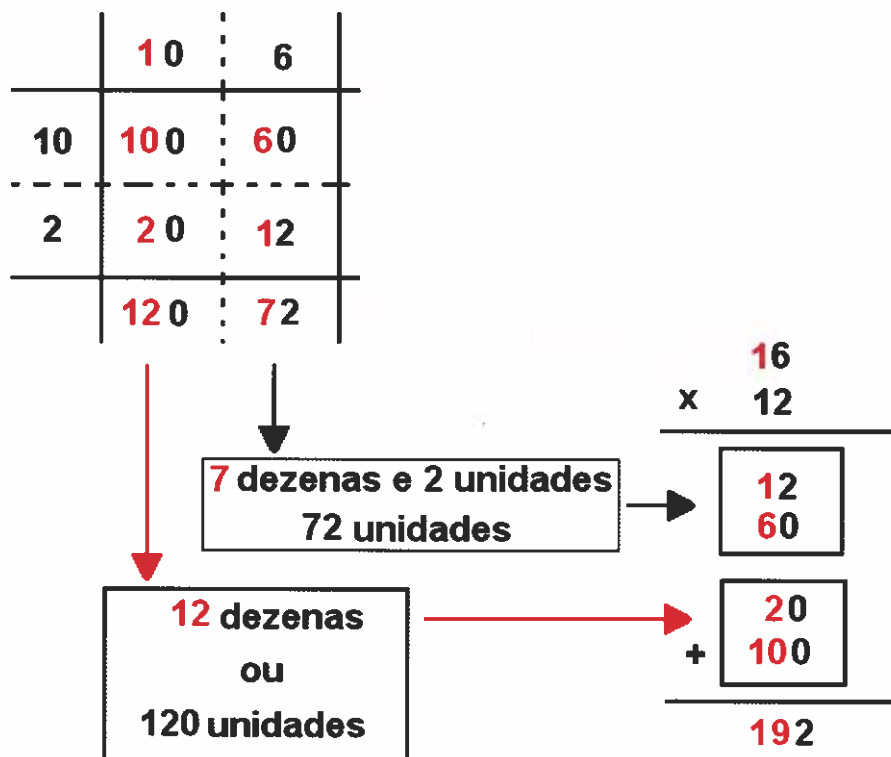 10 6
10 100 60
2 20 12
120 72
16
x 12
7 dezenas e 2 unidades
72 unidades
12
60
12 dezenas
ou
120 unidades
20
+ 100
192